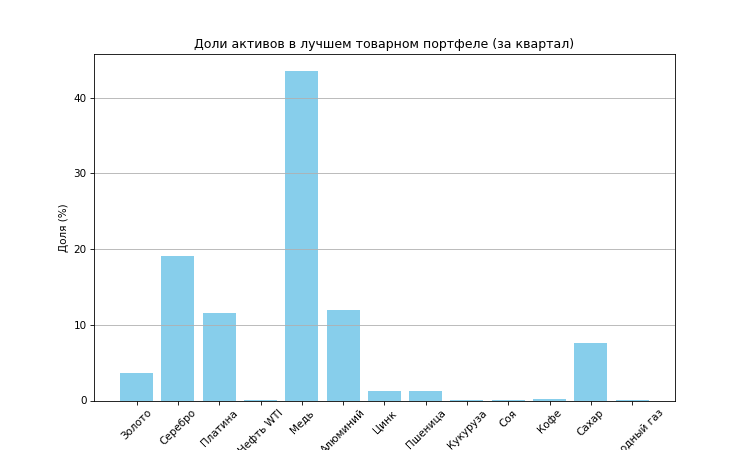 Доли активов в лучшем товарном портфеле (за квартал)
Доля (%)
40
30
20
10
0
Золото
Серебро
Платина
Нефть WTI
Медь
Алюминий
Цинк
Пшеница
Кукуруза
Соя
Кофе
Сахар
газ